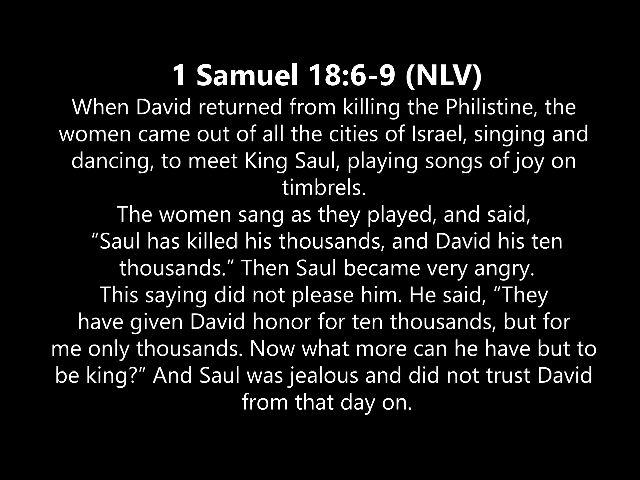 1 Samuel 18:6-9 (NLV)
When David returned from killing the Philistine, the
women came out of all the cities of Israel, singing and
dancing, to meet King Saul, playing songs of joy on
timbrels.
The women sang as they played, and said,
“Saul has killed his thousands, and David his ten
thousands.” Then Saul became very angry.
This saying did not please him. He said, “They
have given David honor for ten thousands, but for
me only thousands. Now what more can he have but to
be king?” And Saul was jealous and did not trust David
from that day on.